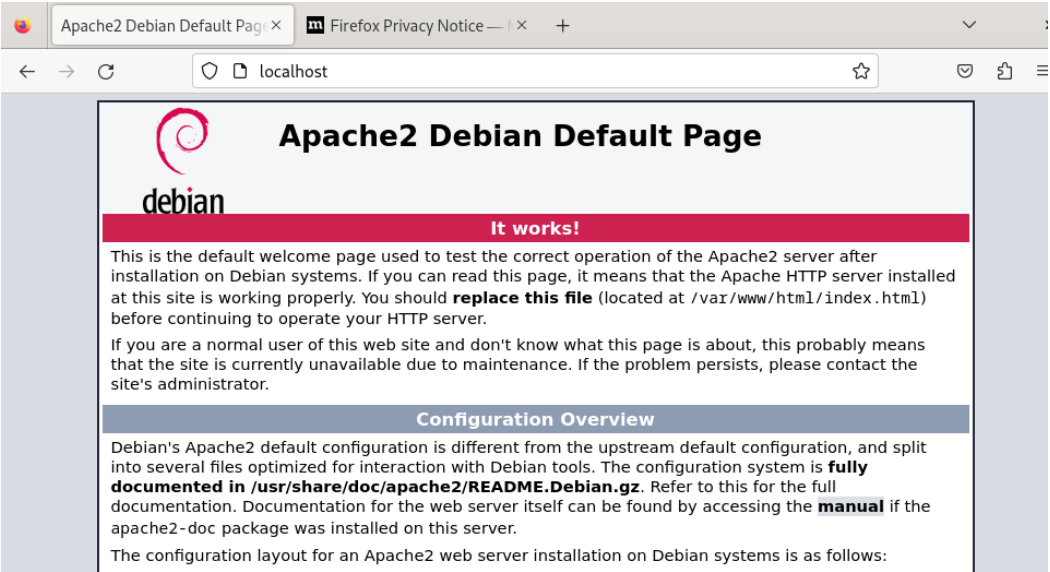 Apache2 Debian Default Page
Firefox Privacy Notice —
localhost
debian
Apache2 Debian Default Page
It works!
This is the default welcome page used to test the correct operation of the Apache2 server after
installation on Debian systems. If you can read this page, it means that the Apache HTTP server installed
at this site is working properly. You should replace this file (located at /var/www/html/index.html)
before continuing to operate your HTTP server.
If you are a normal user of this web site and don't know what this page is about, this probably means
that the site is currently unavailable due to maintenance. If the problem persists, please contact the
site's administrator.
Configuration Overview
Debian's Apache2 default configuration is different from the upstream default configuration, and split
into several files optimized for interaction with Debian tools. The configuration system is fully
documented in /usr/share/doc/apache2/README.Debian.gz. Refer to this for the full
documentation. Documentation for the web server itself can be found by accessing the manual if the
apache2-doc package was installed on this server.
The configuration layout for an Apache2 web server installation on Debian systems is as follows: